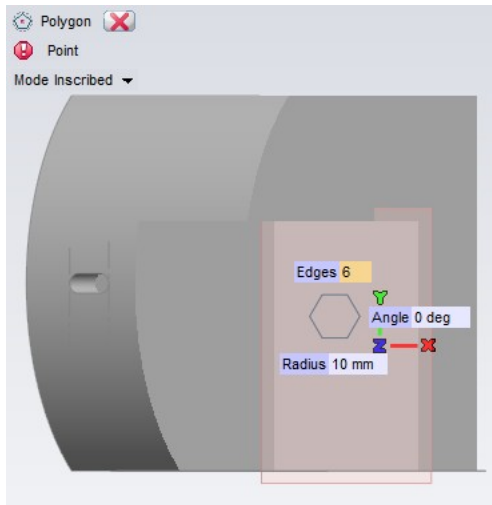 Polygon
Point
Mode Inscribed
Edges 6
Y
Angle 0 deg
Z X
Radius 10 mm